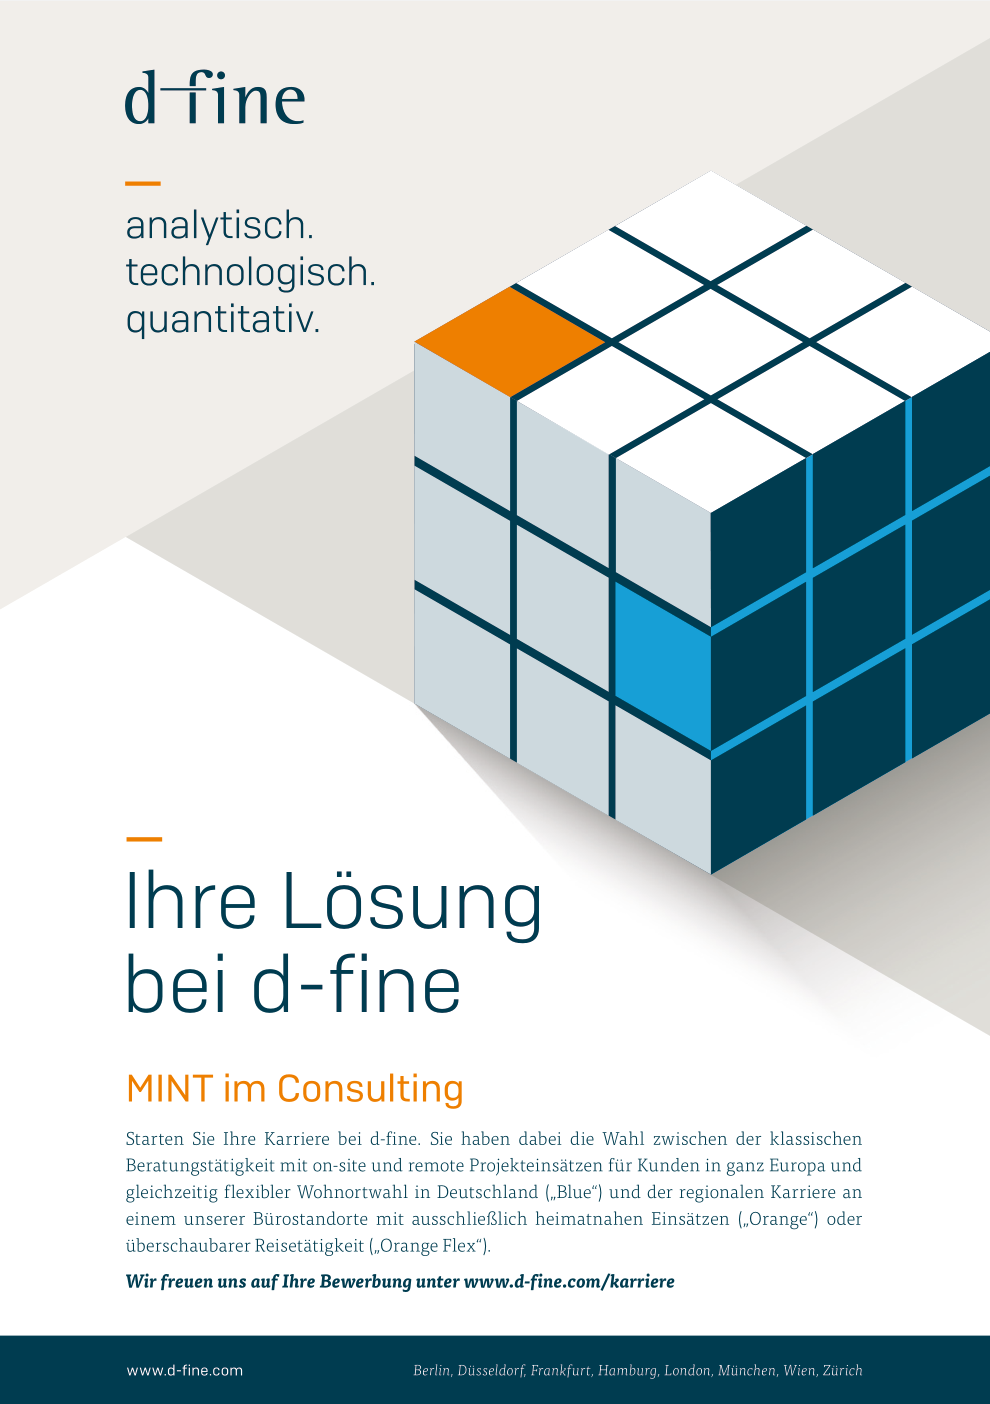 d-fine
analytisch.
technologisch.
quantitativ.
Ihre Lösung
bei d-fine
MINT im Consulting
Starten Sie Ihre Karriere bei d-fine. Sie haben dabei die Wahl zwischen der klassischen
Beratungstätigkeit mit on-site und remote Projekteinsätzen für Kunden in ganz Europa und
gleichzeitig flexibler Wohnortwahl in Deutschland („Blue“) und der regionalen Karriere an
einem unserer Bürostandorte mit ausschließlich heimatnahen Einsätzen („Orange“) oder
überschaubarer Reisetätigkeit („Orange Flex“).
Wir freuen uns auf Ihre Bewerbung unter www.d-fine.com/karriere
www.d-fine.com
Berlin, Düsseldorf, Frankfurt, Hamburg, London, München, Wien, Zürich